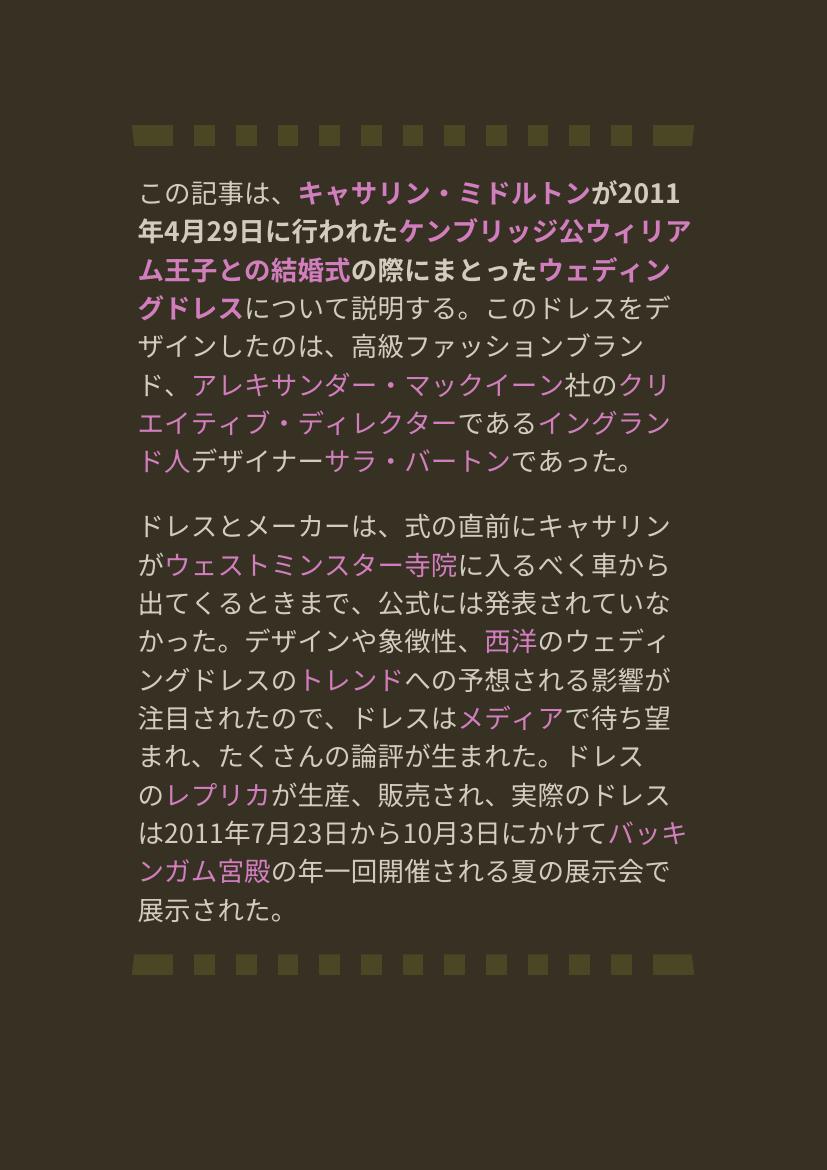 この記事は、キャサリン・ミドルトンが2011
年4月29日に行われたケンブリッジ公ウィリア
ム王子との結婚式の際にまとったウェディン
グドレスについて説明する。このドレスをデ
ザインしたのは、高級ファッションブラン
ド、アレキサンダー・マックイーン社のクリ
エイティブ・ディレクターであるイングラン
ド人デザイナーサラ・バートンであった。
ドレスとメーカーは、式の直前にキャサリン
がウェストミンスター寺院に入るべく車から
出てくるときまで、公式には発表されていな
かった。デザインや象徴性、西洋のウェディ
ングドレスのトレンドへの予想される影響が
注目されたので、ドレスはメディアで待ち望
まれ、たくさんの論評が生まれた。ドレス
のレプリカが生産、販売され、実際のドレス
は2011年7月23日から10月3日にかけてバッキ
ンガム宮殿の年一回開催される夏の展示会で
展示された。